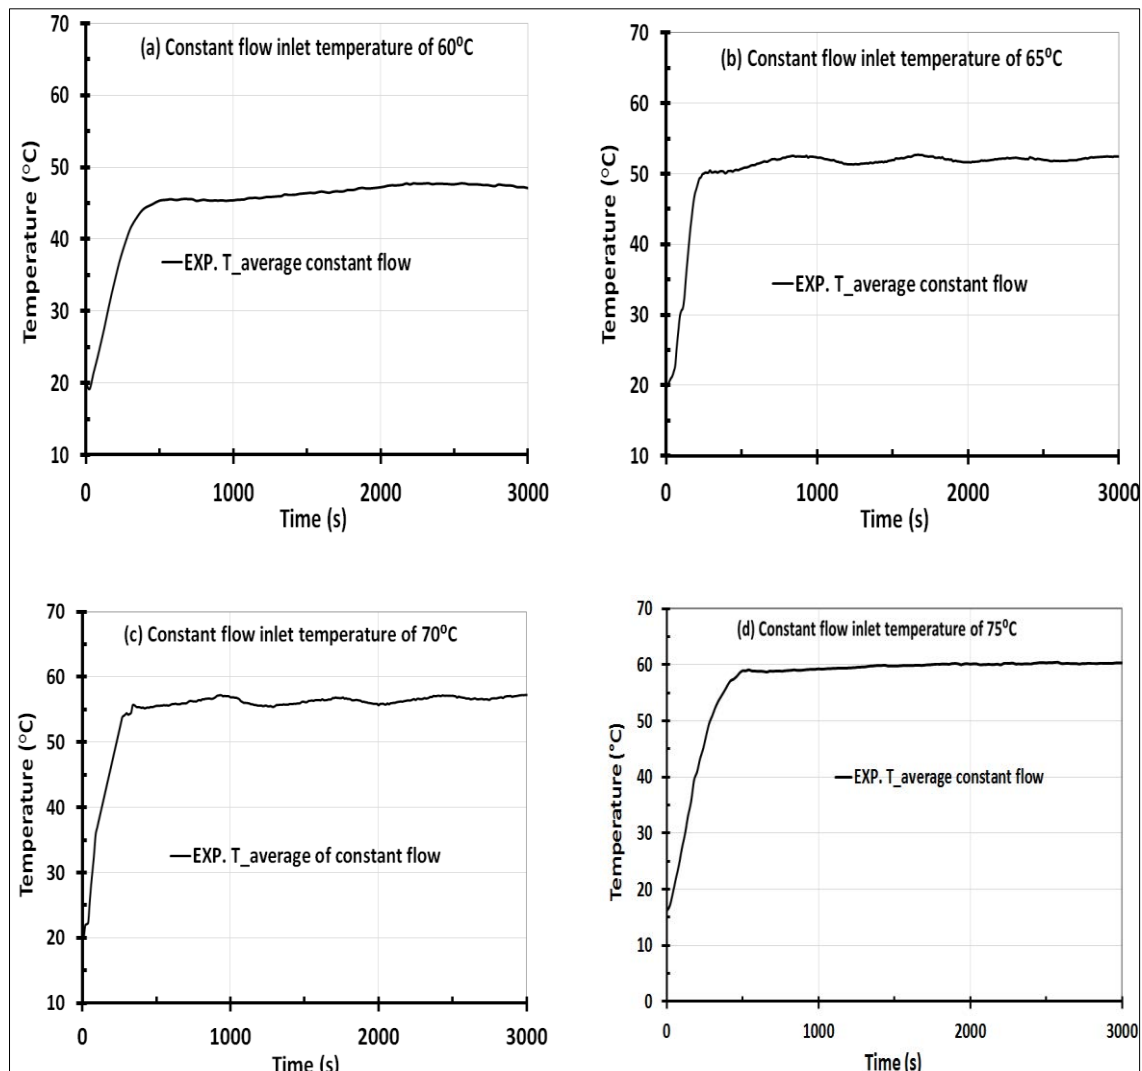 (a) Constant flow inlet temperature of 60⁰C
70
60
50
40
30
20
10
Temperature (°C)
EXP. T_average constant flow
0 1000 2000 3000
Time (s)
(b) Constant flow inlet temperature of 65⁰C
70
60
50
40
30
20
10
Temperature (°C)
EXP. T_average constant flow
0 1000 2000 3000
Time (s)
(c) Constant flow inlet temperature of 70⁰C
70
60
50
40
30
20
10
Temperature (°C)
EXP. T_average of constant flow
0 1000 2000 3000
Time (s)
(d) Constant flow inlet temperature of 75⁰C
70
60
50
40
30
20
10
0
Temperature (°C)
EXP. T_average constant flow
0 1000 2000 3000
Time (s)